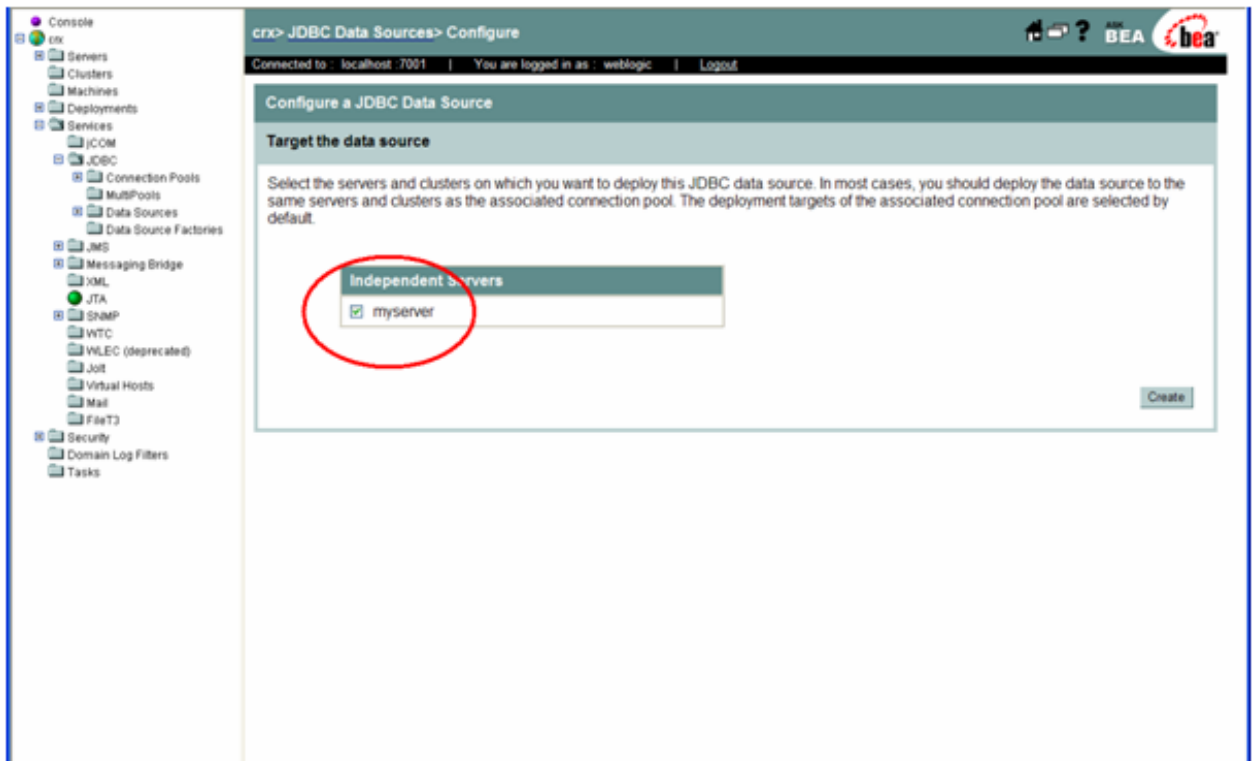 Console
crx
Servers
Clusters
Machines
Deployments
Services
jCOM
JDBC
Connection Pools
MultiPools
Data Sources
Data Source Factories
JMS
Messaging Bridge
XML
JTA
SNMP
WTC
WLEC (deprecated)
Jolt
Virtual Hosts
Mail
FileT3
Security
Domain Log Filters
Tasks
crx> JDBC Data Sources> Configure
? ASK BEA bea
Connected to : localhost :7001 | You are logged in as : weblogic | Logout
Configure a JDBC Data Source
Target the data source
Select the servers and clusters on which you want to deploy this JDBC data source. In most cases, you should deploy the data source to the
same servers and clusters as the associated connection pool. The deployment targets of the associated connection pool are selected by
default.
Independent Servers
myserver
Create